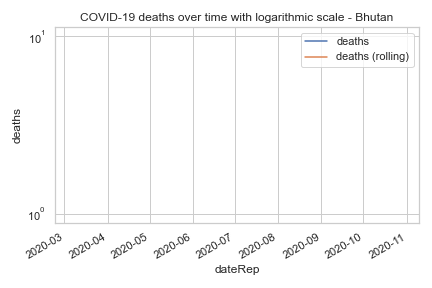 COVID-19 deaths over time with logarithmic scale - Bhutan
deaths
deaths (rolling)
10¹
10⁰
deaths
2020-03
2020-04
2020-05
2020-06
2020-07
2020-08
2020-09
2020-10
2020-11
dateRep